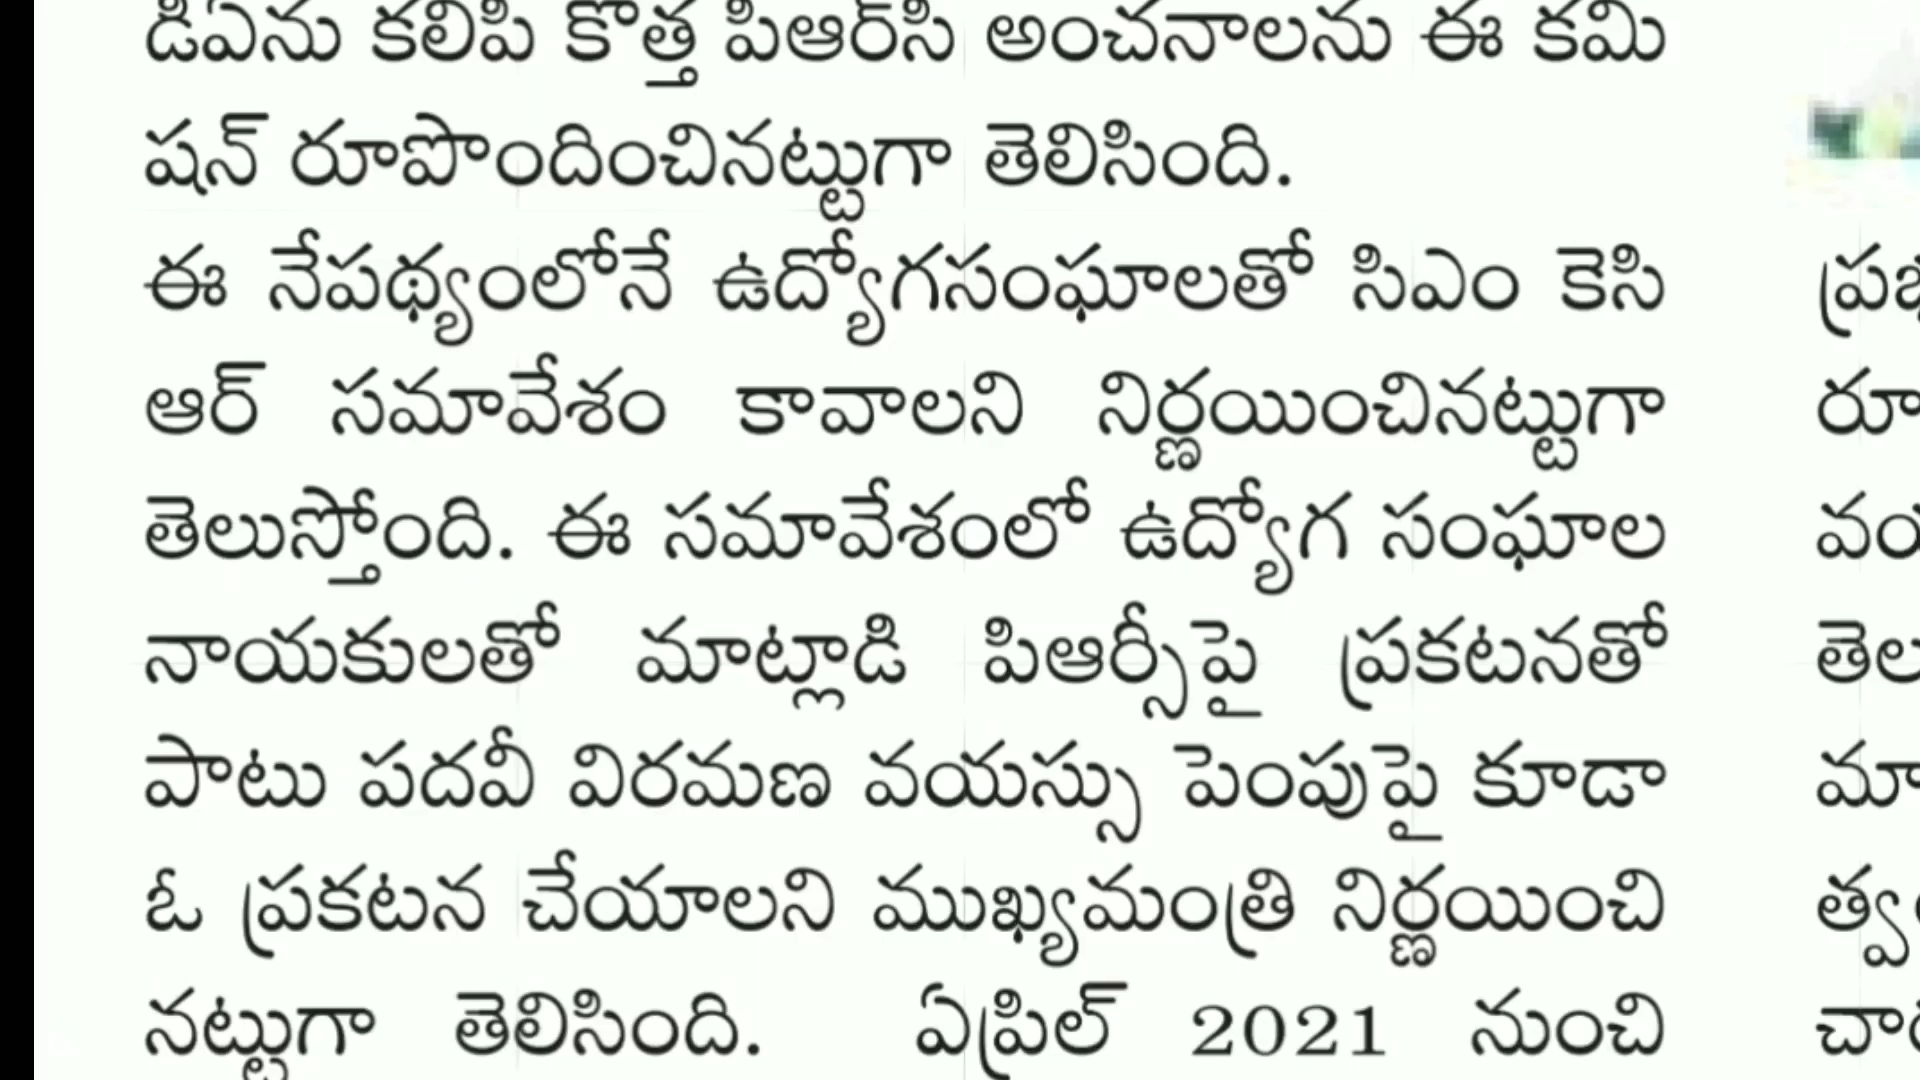 డిఏను కలిపి కొత్త పిఆర్‌సి అంచనాలను ఈ కమి
షన్ రూపొందించినట్టుగా తెలిసింది.
ఈ నేపథ్యంలోనే ఉద్యోగసంఘాలతో సిఎం కెసి
ఆర్ సమావేశం కావాలని నిర్ణయించినట్టుగా
తెలుస్తోంది. ఈ సమావేశంలో ఉద్యోగ సంఘాల
నాయకులతో మాట్లాడి పిఆర్సీపై ప్రకటనతో
పాటు పదవీ విరమణ వయస్సు పెంపుపై కూడా
ఓ ప్రకటన చేయాలని ముఖ్యమంత్రి నిర్ణయించి
నట్టుగా తెలిసింది. ఏప్రిల్ 2021 నుంచి